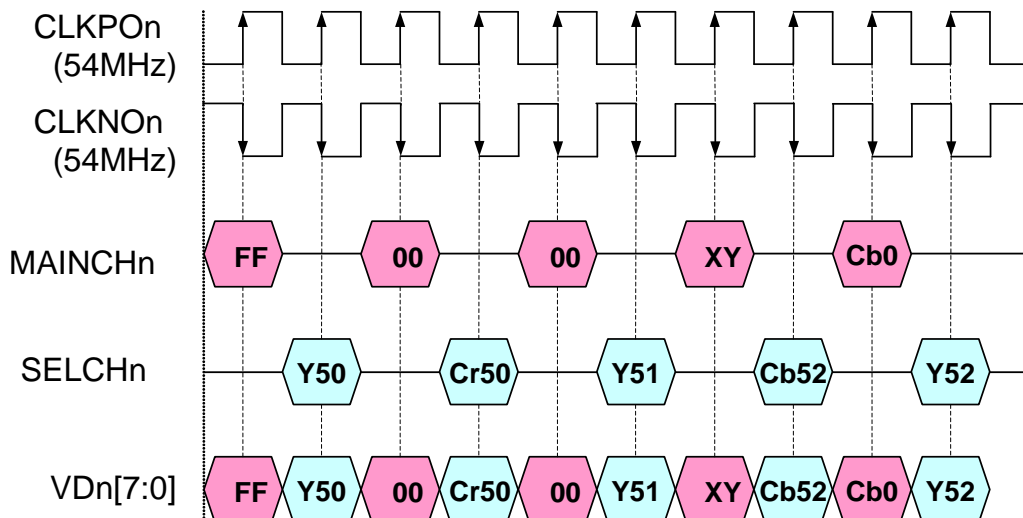 CLKPOn
(54MHz)
CLKNOn
(54MHz)
MAINCHn
FF 00 00 XY Cb0
SELCHn
Y50 Cr50 Y51 Cb52 Y52
VDn[7:0]
FF Y50 00 Cr50 00 Y51 XY Cb52 Cb0 Y52